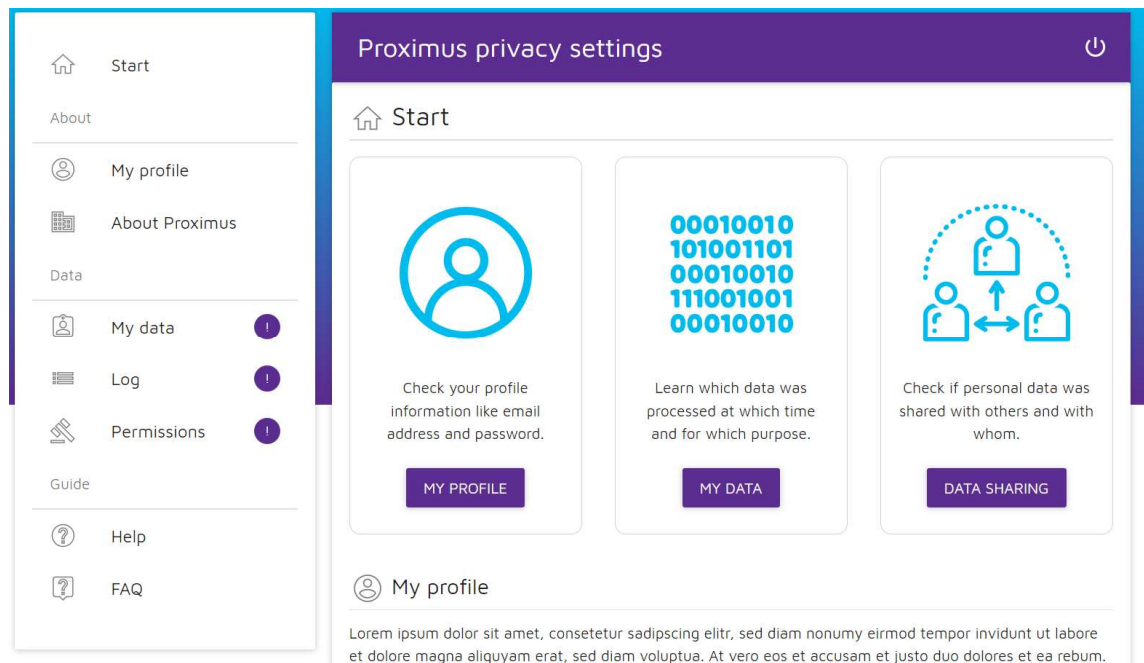 Start
About
My profile
About Proximus
Data
My data !
Log !
Permissions !
Guide
Help
FAQ
Proximus privacy settings
Start
Check your profile
information like email
address and password.
MY PROFILE
00010010
101001101
00010010
111001001
00010010
Learn which data was
processed at which time
and for which purpose.
MY DATA
Check if personal data was
shared with others and with
whom.
DATA SHARING
My profile
Lorem ipsum dolor sit amet, consetetur sadipscing elitr, sed diam nonumy eirmod tempor invidunt ut labore
et dolore magna aliquyam erat, sed diam voluptua. At vero eos et accusam et justo duo dolores et ea rebum.